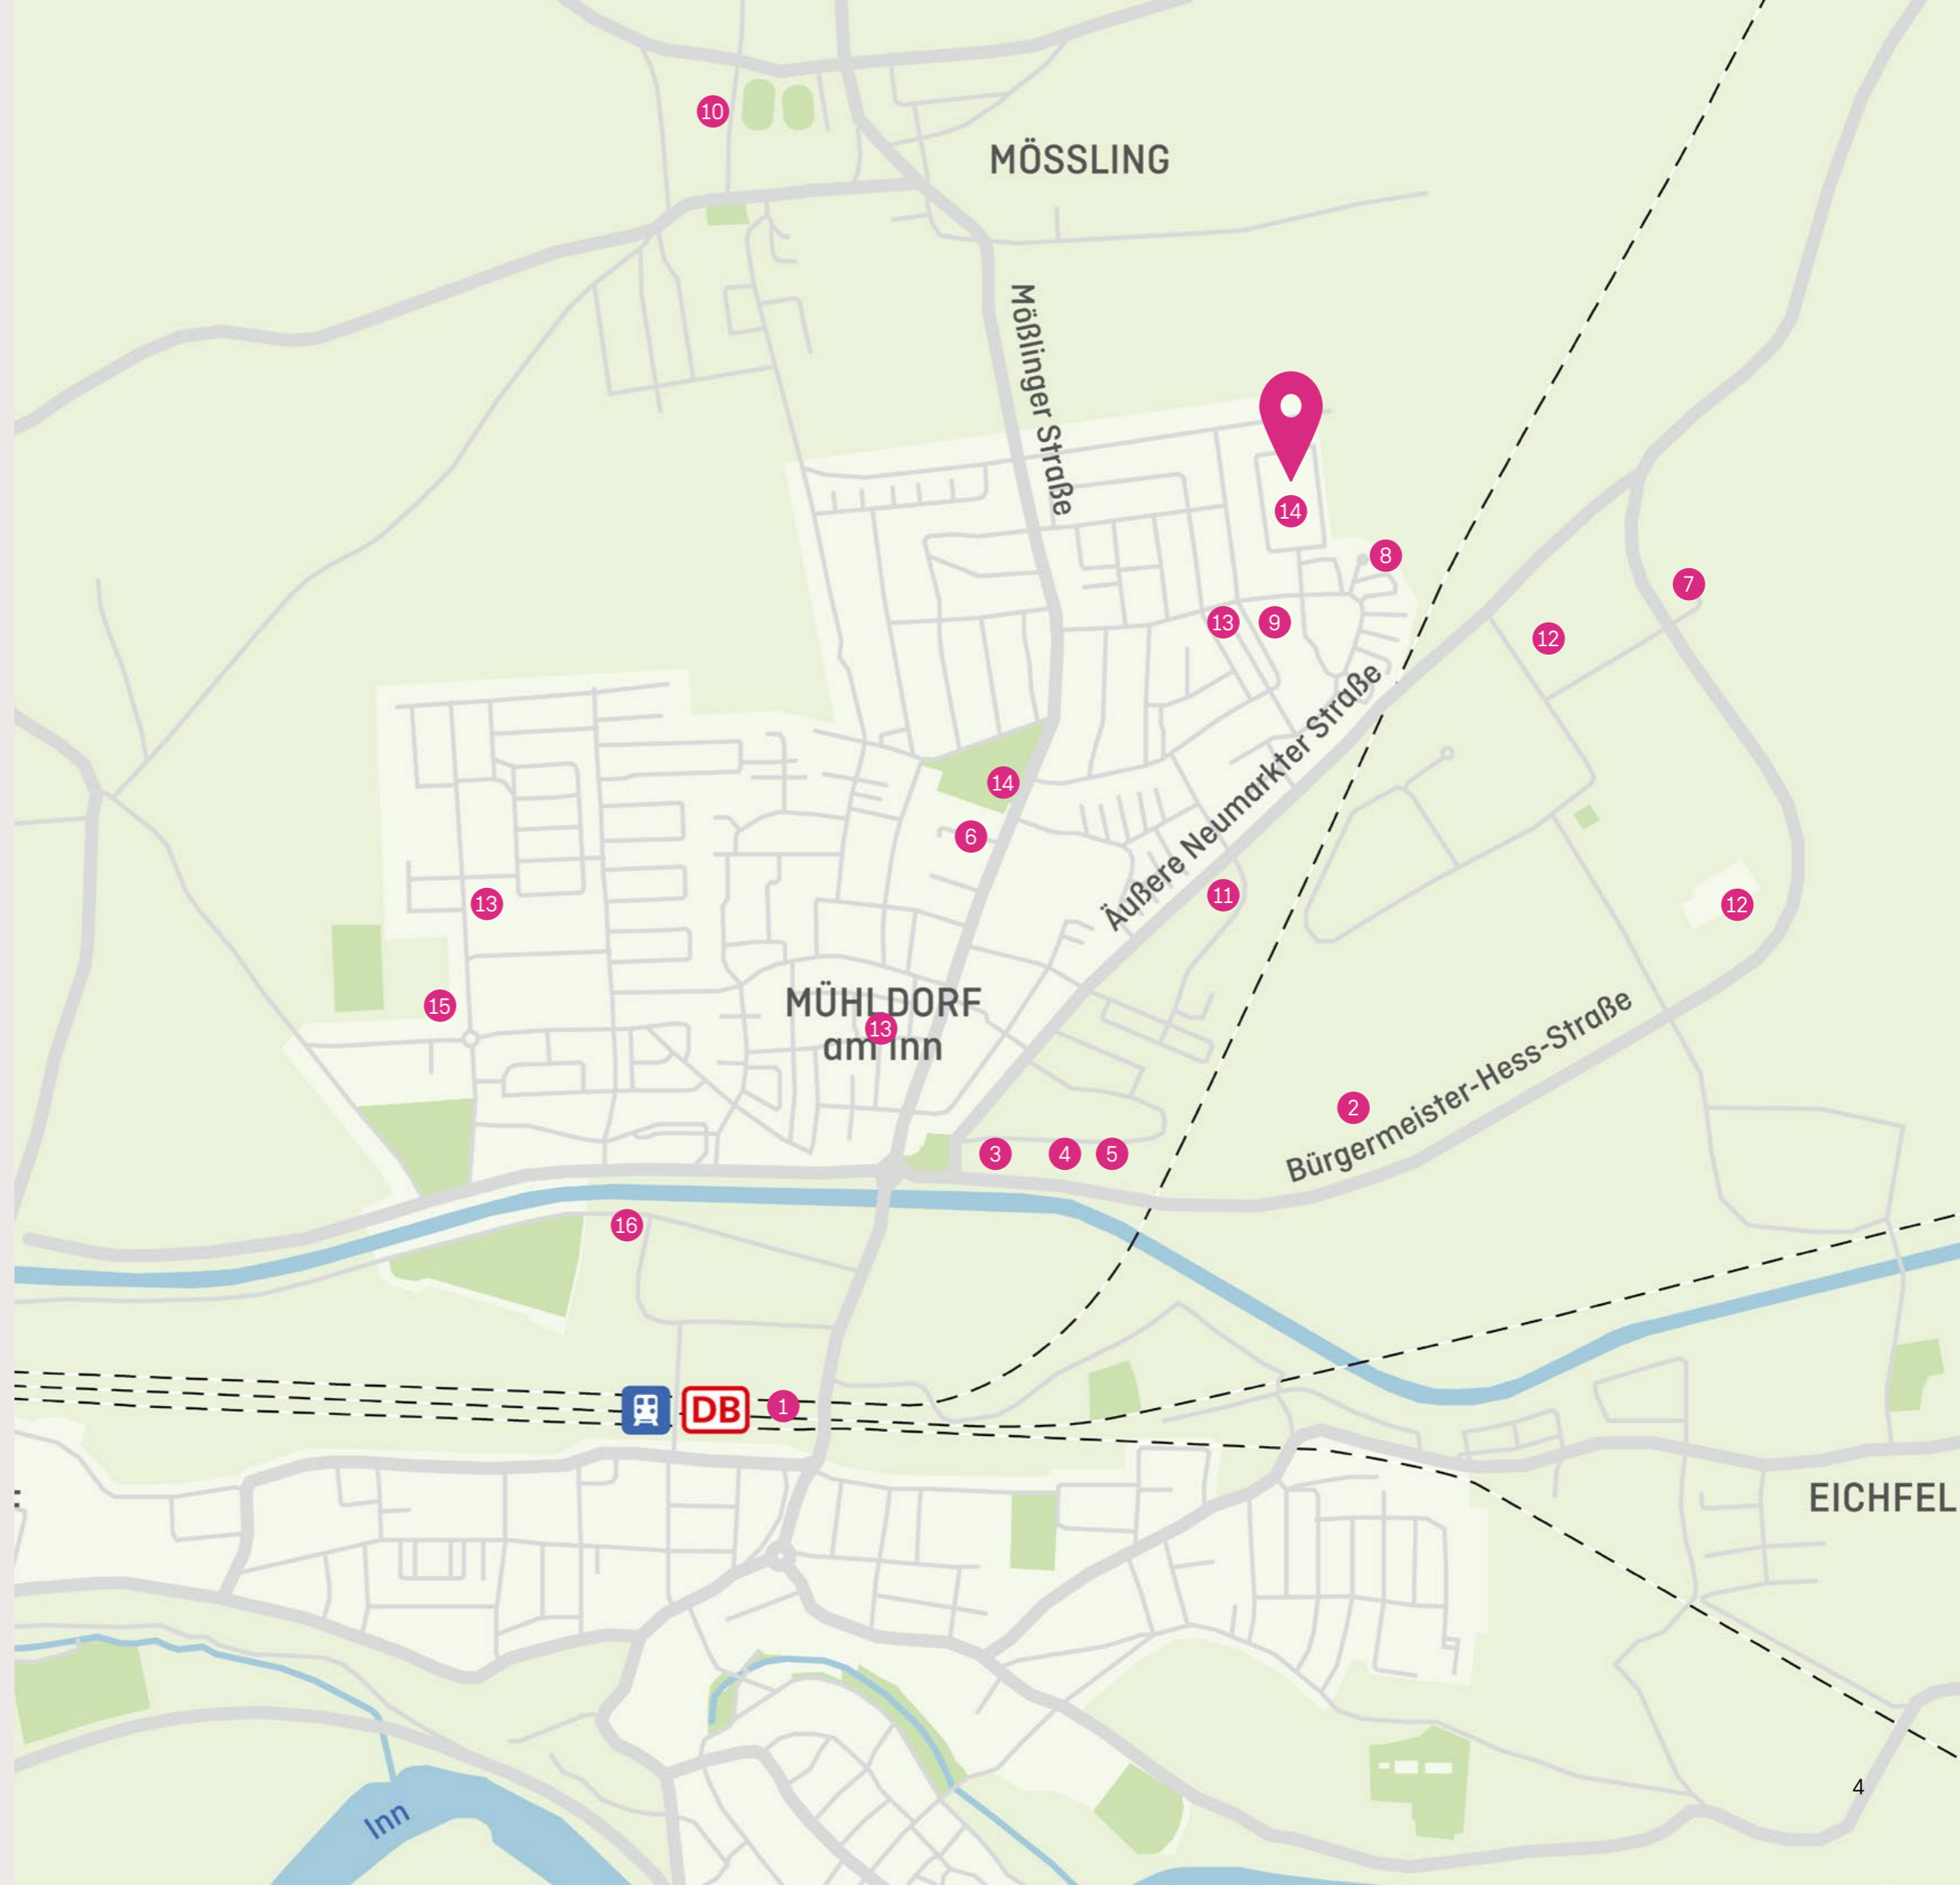 10
MÖSSLING
Mößlinger Straße
14
8
7
13
9
12
14
6
Äußere Neumarkter Straße
11
13
12
15
MÜHLDORF
13
am Inn
Bürgermeister-Hess-Straße
2
3
4
5
16
1
DB
EICHFEL
4
Inn